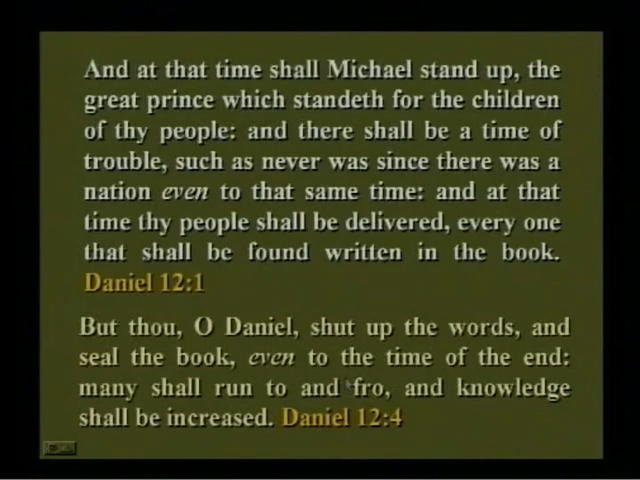 And at that time shall Michael stand up, the
great prince which standeth for the children
of thy people: and there shall be a time of
trouble, such as never was since there was a
nation even to that same time: and at that
time thy people shall be delivered, every one
that shall be found written in the book.
Daniel 12:1
But thou, O Daniel, shut up the words, and
seal the book, even to the time of the end:
many shall run to and fro, and knowledge
shall be increased. Daniel 12:4